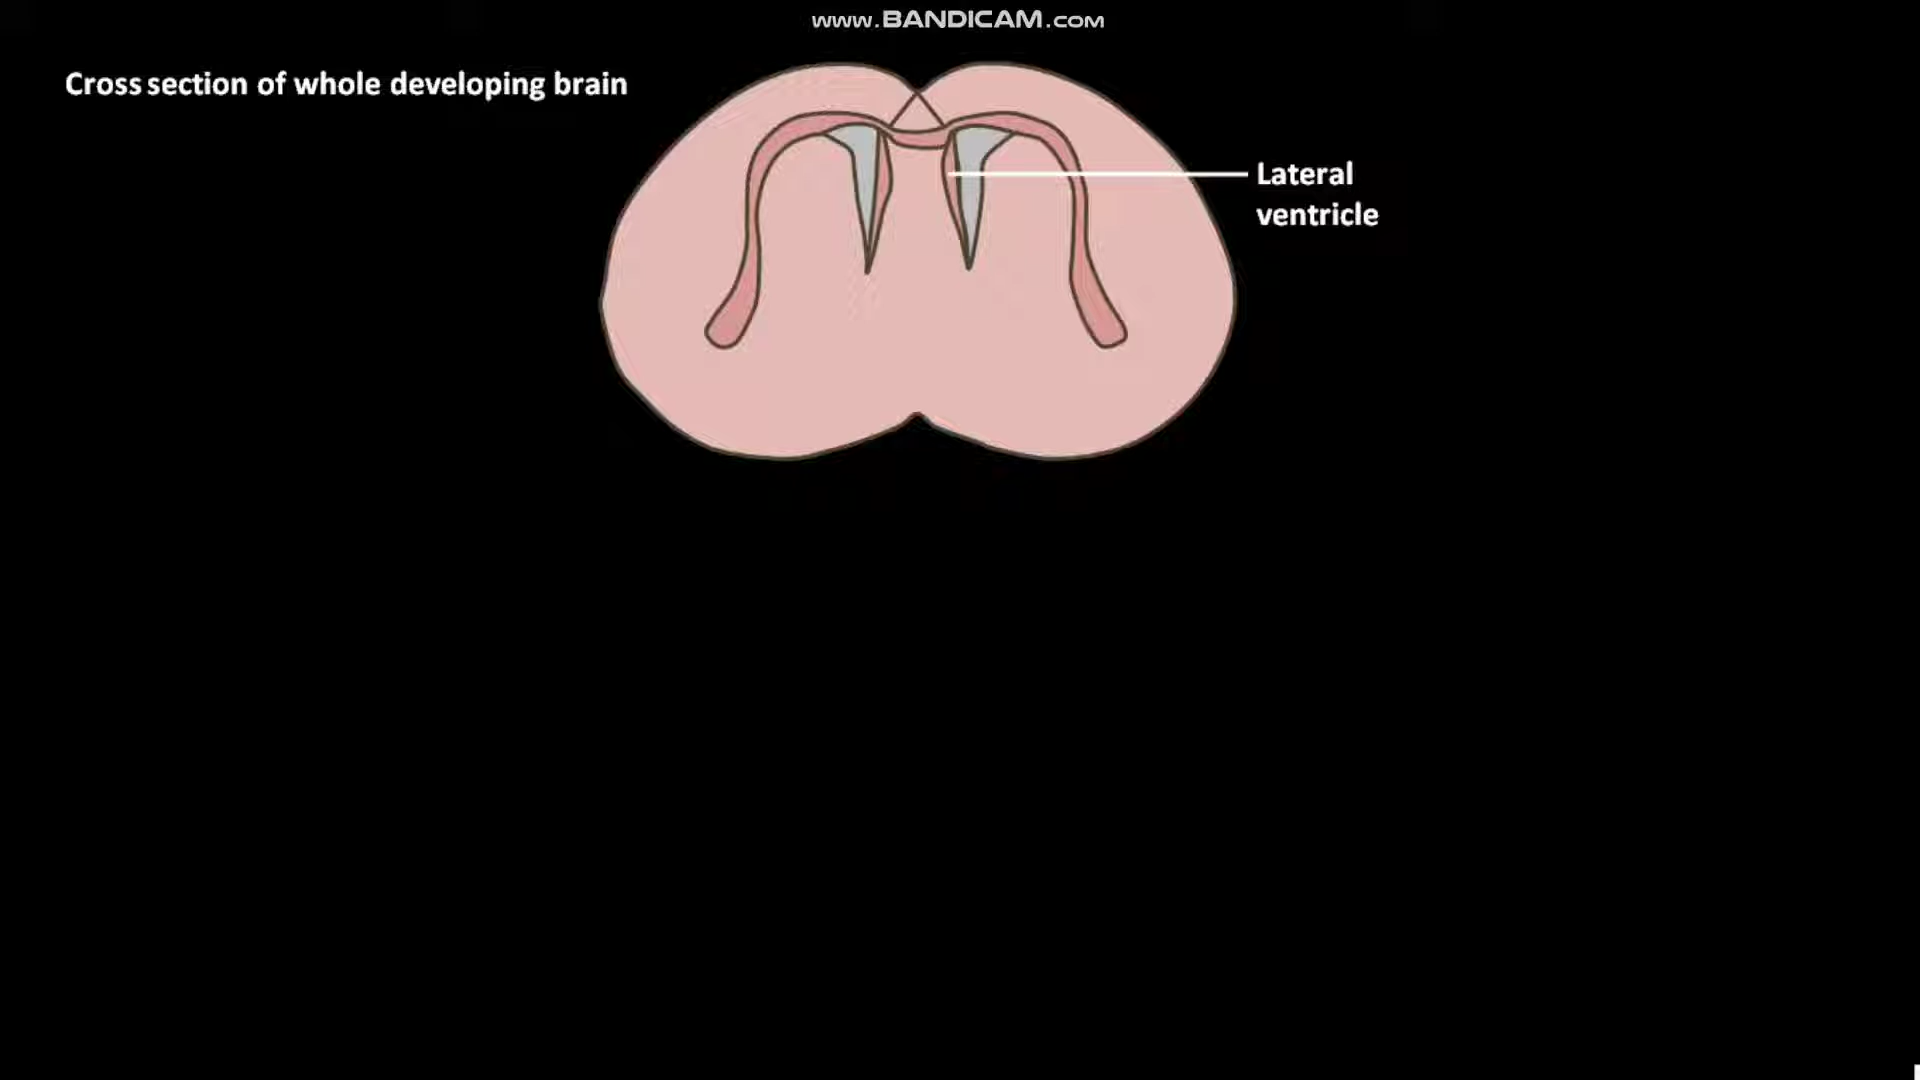 www.BANDICAM.com
Cross section of whole developing brain
Lateral
ventricle